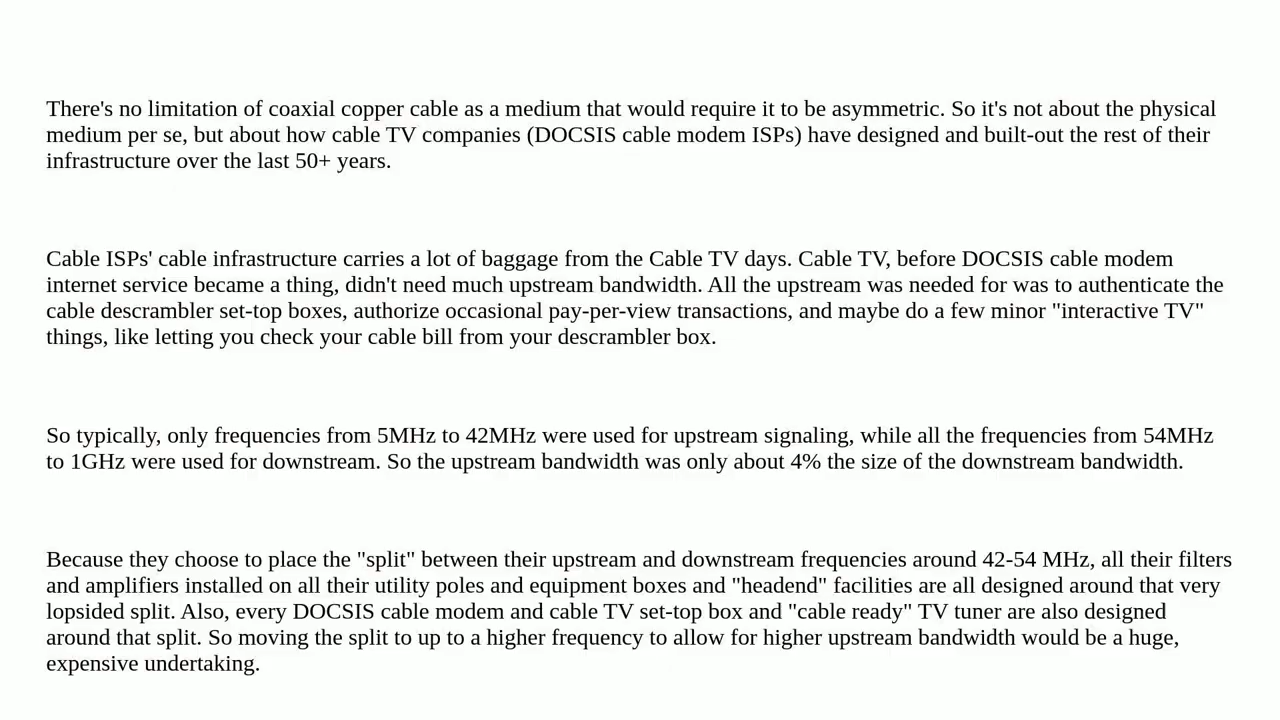 There's no limitation of coaxial copper cable as a medium that would require it to be asymmetric. So it's not about the physical
medium per se, but about how cable TV companies (DOCSIS cable modem ISPs) have designed and built-out the rest of their
infrastructure over the last 50+ years.
Cable ISPs' cable infrastructure carries a lot of baggage from the Cable TV days. Cable TV, before DOCSIS cable modem
internet service became a thing, didn't need much upstream bandwidth. All the upstream was needed for was to authenticate the
cable descrambler set-top boxes, authorize occasional pay-per-view transactions, and maybe do a few minor "interactive TV"
things, like letting you check your cable bill from your descrambler box.
So typically, only frequencies from 5MHz to 42MHz were used for upstream signaling, while all the frequencies from 54MHz
to 1GHz were used for downstream. So the upstream bandwidth was only about 4% the size of the downstream bandwidth.
Because they choose to place the "split" between their upstream and downstream frequencies around 42-54 MHz, all their filters
and amplifiers installed on all their utility poles and equipment boxes and "headend" facilities are all designed around that very
lopsided split. Also, every DOCSIS cable modem and cable TV set-top box and "cable ready" TV tuner are also designed
around that split. So moving the split to up to a higher frequency to allow for higher upstream bandwidth would be a huge,
expensive undertaking.